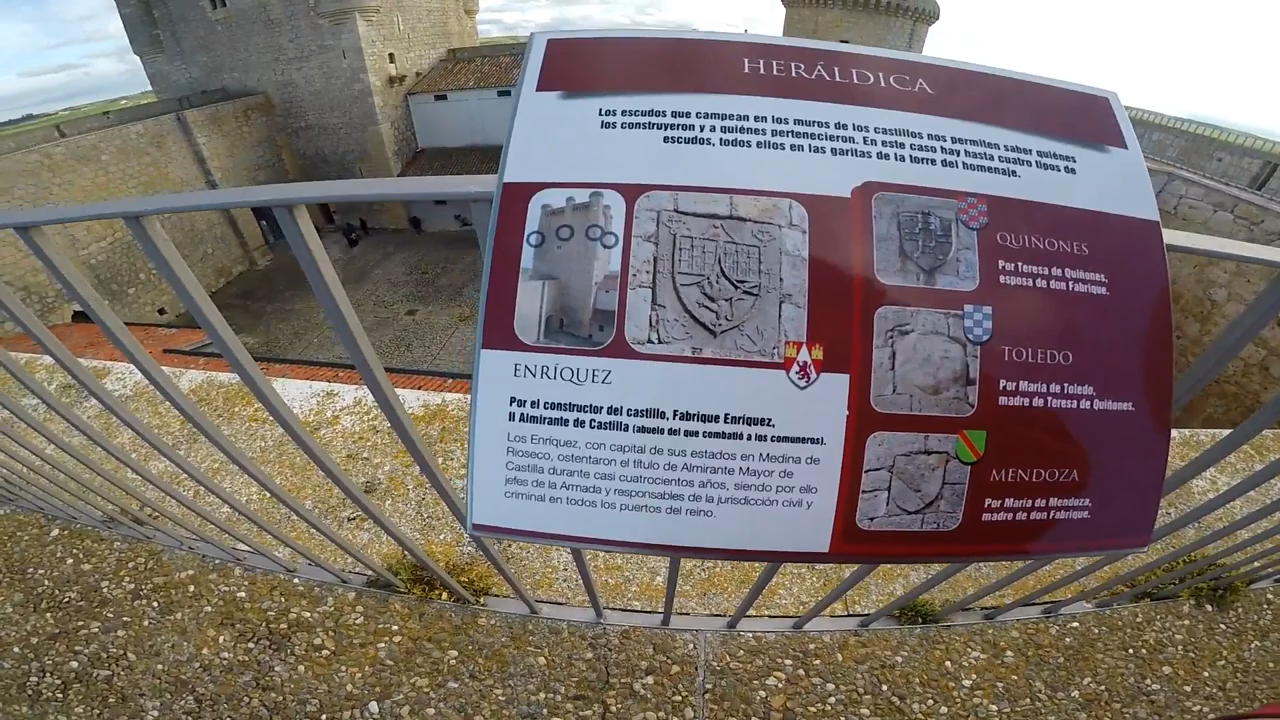 HERÁLDICA
Los escudos que campean en los muros de los castillos nos permiten saber quiénes
los construyeron y a quiénes pertenecieron. En este caso hay hasta cuatro tipos de
escudos, todos ellos en las garitas de la torre del homenaje.
ENRÍQUEZ
Por el constructor del castillo, Fabrique Enríquez,
II Almirante de Castilla (abuelo del que combatió a los comuneros).
Los Enríquez, con capital de sus estados en Medina de
Rioseco, ostentaron el título de Almirante Mayor de
Castilla durante casi cuatrocientos años, siendo por ello
jefes de la Armada y responsables de la jurisdicción civil y
criminal en todos los puertos del reino.
QUIÑONES
Por Teresa de Quiñones,
esposa de don Fabrique.
TOLEDO
Por María de Toledo,
madre de Teresa de Quiñones.
MENDOZA
Por María de Mendoza,
madre de don Fabrique.